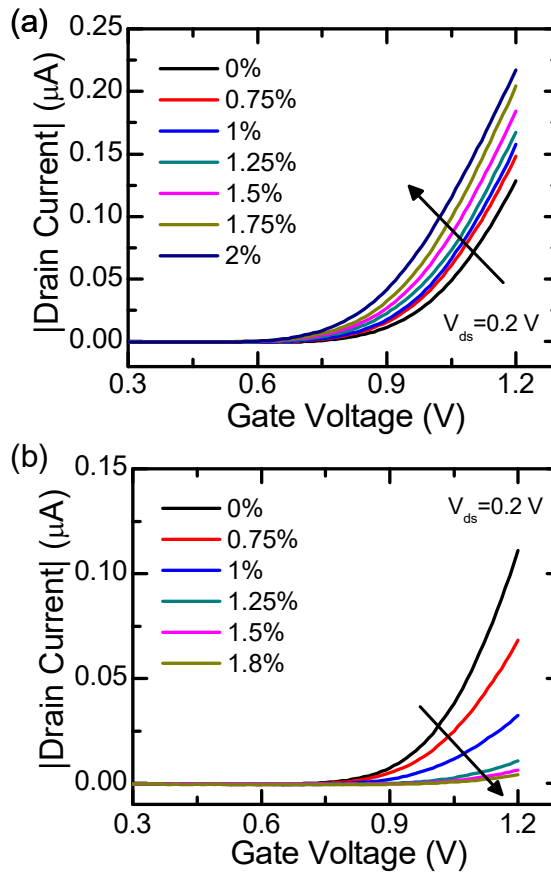 (a)
0.25
0.20
0.15
0.10
0.05
0.00
|Drain Current| (μA)
0%
0.75%
1%
1.25%
1.5%
1.75%
2%
Vds=0.2 V
0.3 0.6 0.9 1.2
Gate Voltage (V)
(b)
0.15
0.10
0.05
0.00
|Drain Current| (μA)
0%
0.75%
1%
1.25%
1.5%
1.8%
Vds=0.2 V
0.3 0.6 0.9 1.2
Gate Voltage (V)